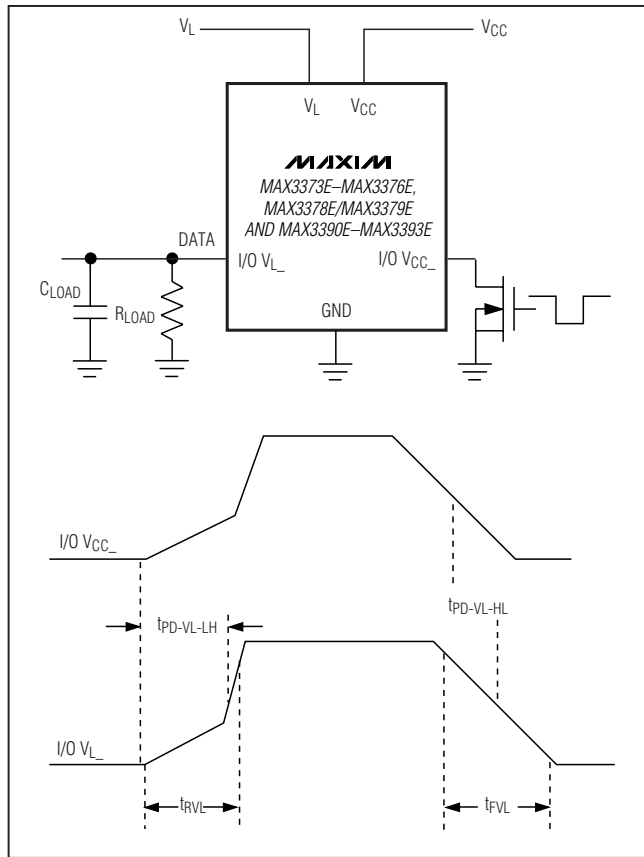 VL VCC
VL VCC
MAXIM
MAX3373E–MAX3376E,
MAX3378E/MAX3379E
AND MAX3390E–MAX3393E
DATA
I/O VL_ I/O VCC_
CLOAD
RLOAD
GND
I/O VCC_
tPD-VL-LH
tPD-VL-HL
I/O VL_
tRVL
tFVL